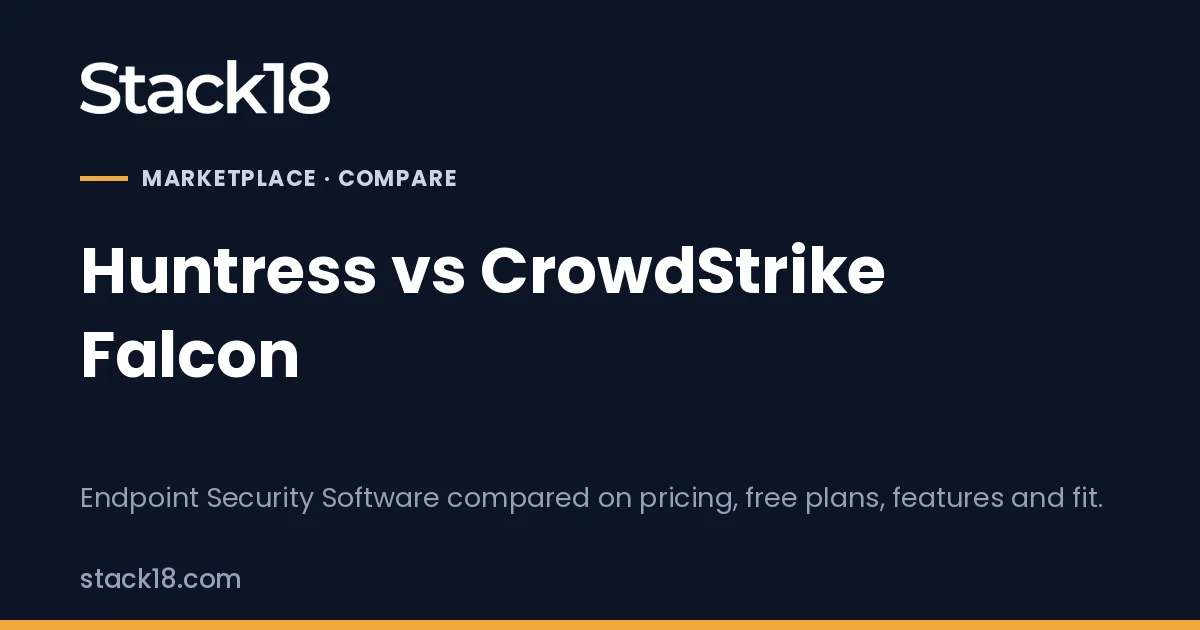 Stack18
MARKETPLACE · COMPARE
Huntress vs CrowdStrike
Falcon
Endpoint Security Software compared on pricing, free plans, features and fit.
stack18.com